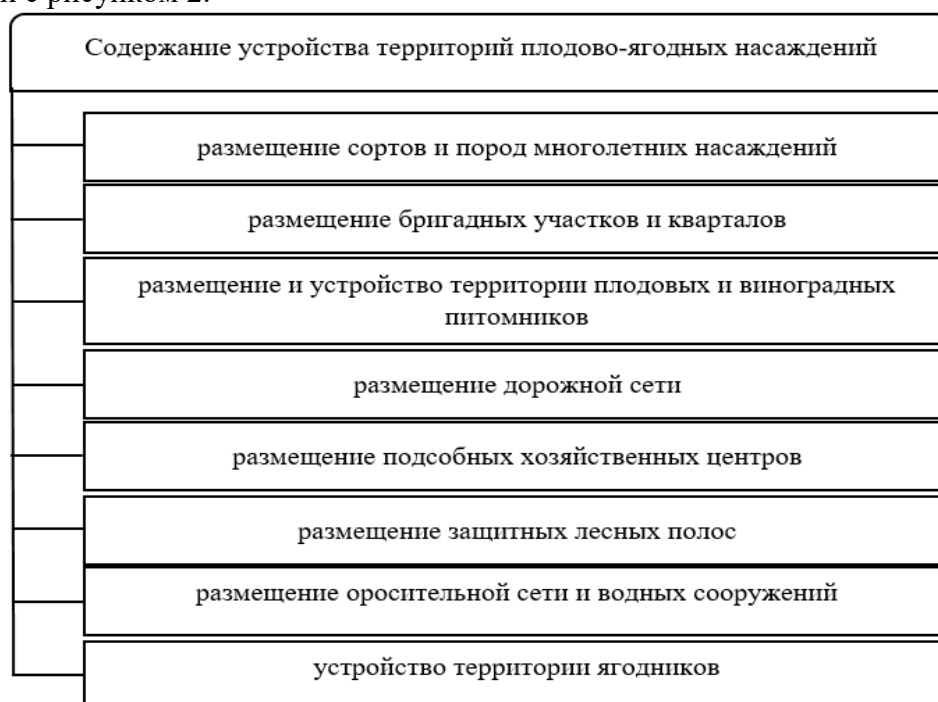 с рисунком 2.
Содержание устройства территорий плодово-ягодных насаждений
размещение сортов и пород многолетних насаждений
размещение бригадных участков и кварталов
размещение и устройство территории плодовых и виноградных
питомников
размещение дорожной сети
размещение подсобных хозяйственных центров
размещение защитных лесных полос
размещение оросительной сети и водных сооружений
устройство территории ягодников